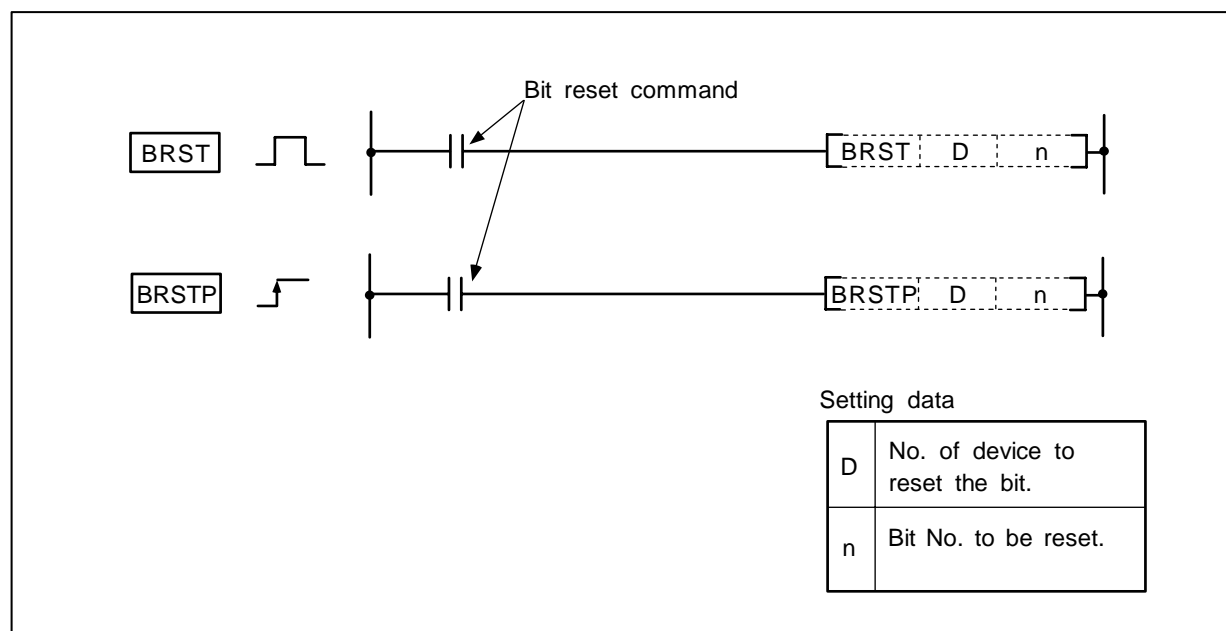 Bit reset command
BRST
BRST D n
BRSTP
BRSTP D n
Setting data
D No. of device to
reset the bit.
n Bit No. to be reset.